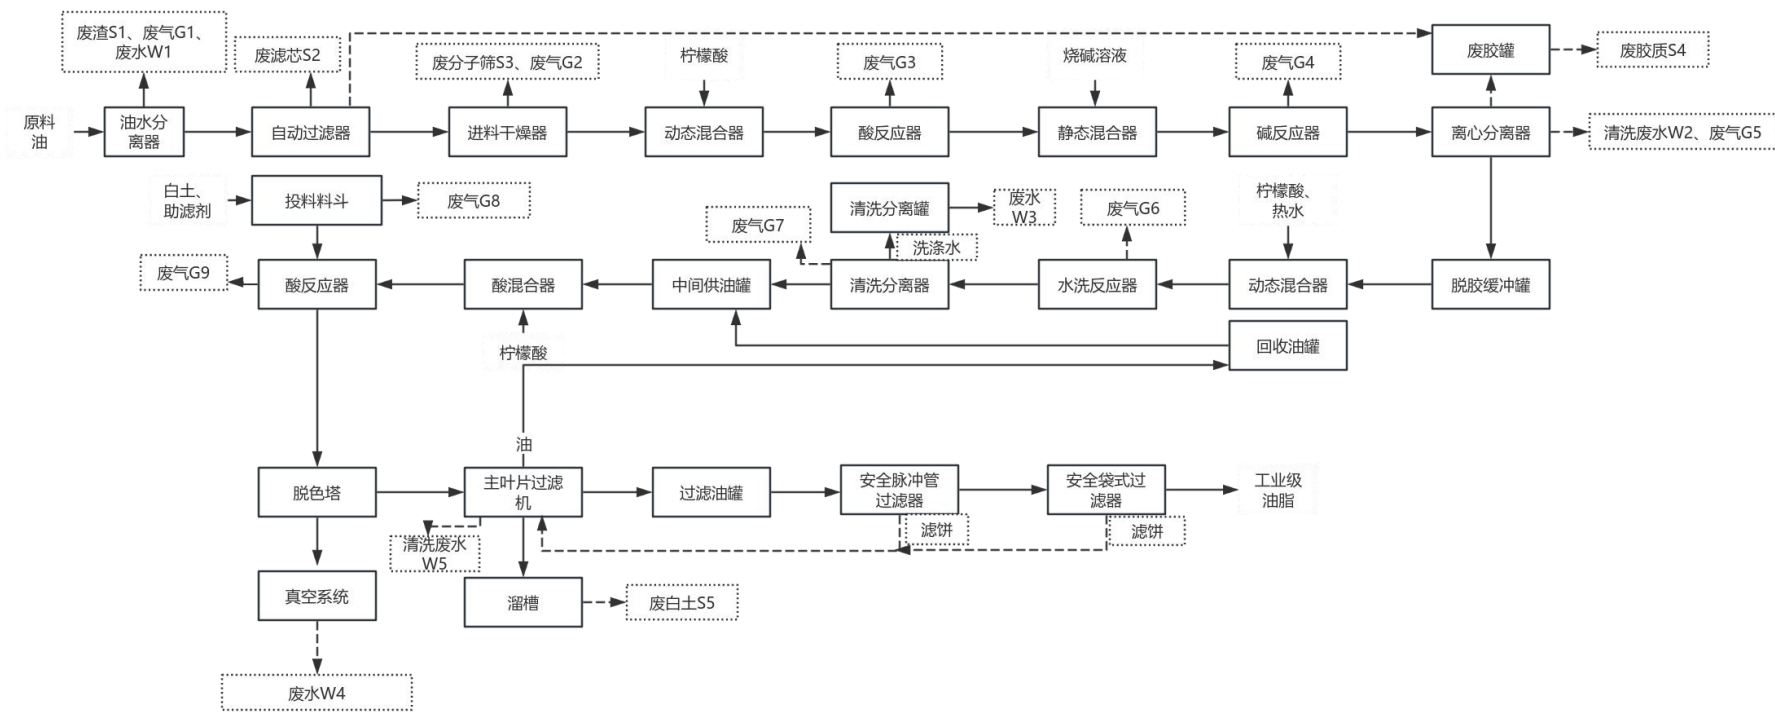 废渣S1、废气G1、
废水W1
废滤芯S2
废分子筛S3、废气G2
柠檬酸
废气G3
烧碱溶液
废气G4
废胶罐
废胶质S4
原料
油
油水分
离器
自动过滤器
进料干燥器
动态混合器
酸反应器
静态混合器
碱反应器
离心分离器
清洗废水W2、废气G5
白土、
助滤剂
投料料斗
废气G8
废气G7
清洗分离罐
废水
W3
洗涤水
废气G6
柠檬酸、
热水
废气G9
酸反应器
酸混合器
中间供油罐
清洗分离器
水洗反应器
动态混合器
脱胶缓冲罐
柠檬酸
回收油罐
油
脱色塔
主叶片过滤
机
过滤油罐
安全脉冲管
过滤器
安全袋式过
滤器
工业级
油脂
滤饼
滤饼
清洗废水
W5
真空系统
溜槽
废白土S5
废水W4